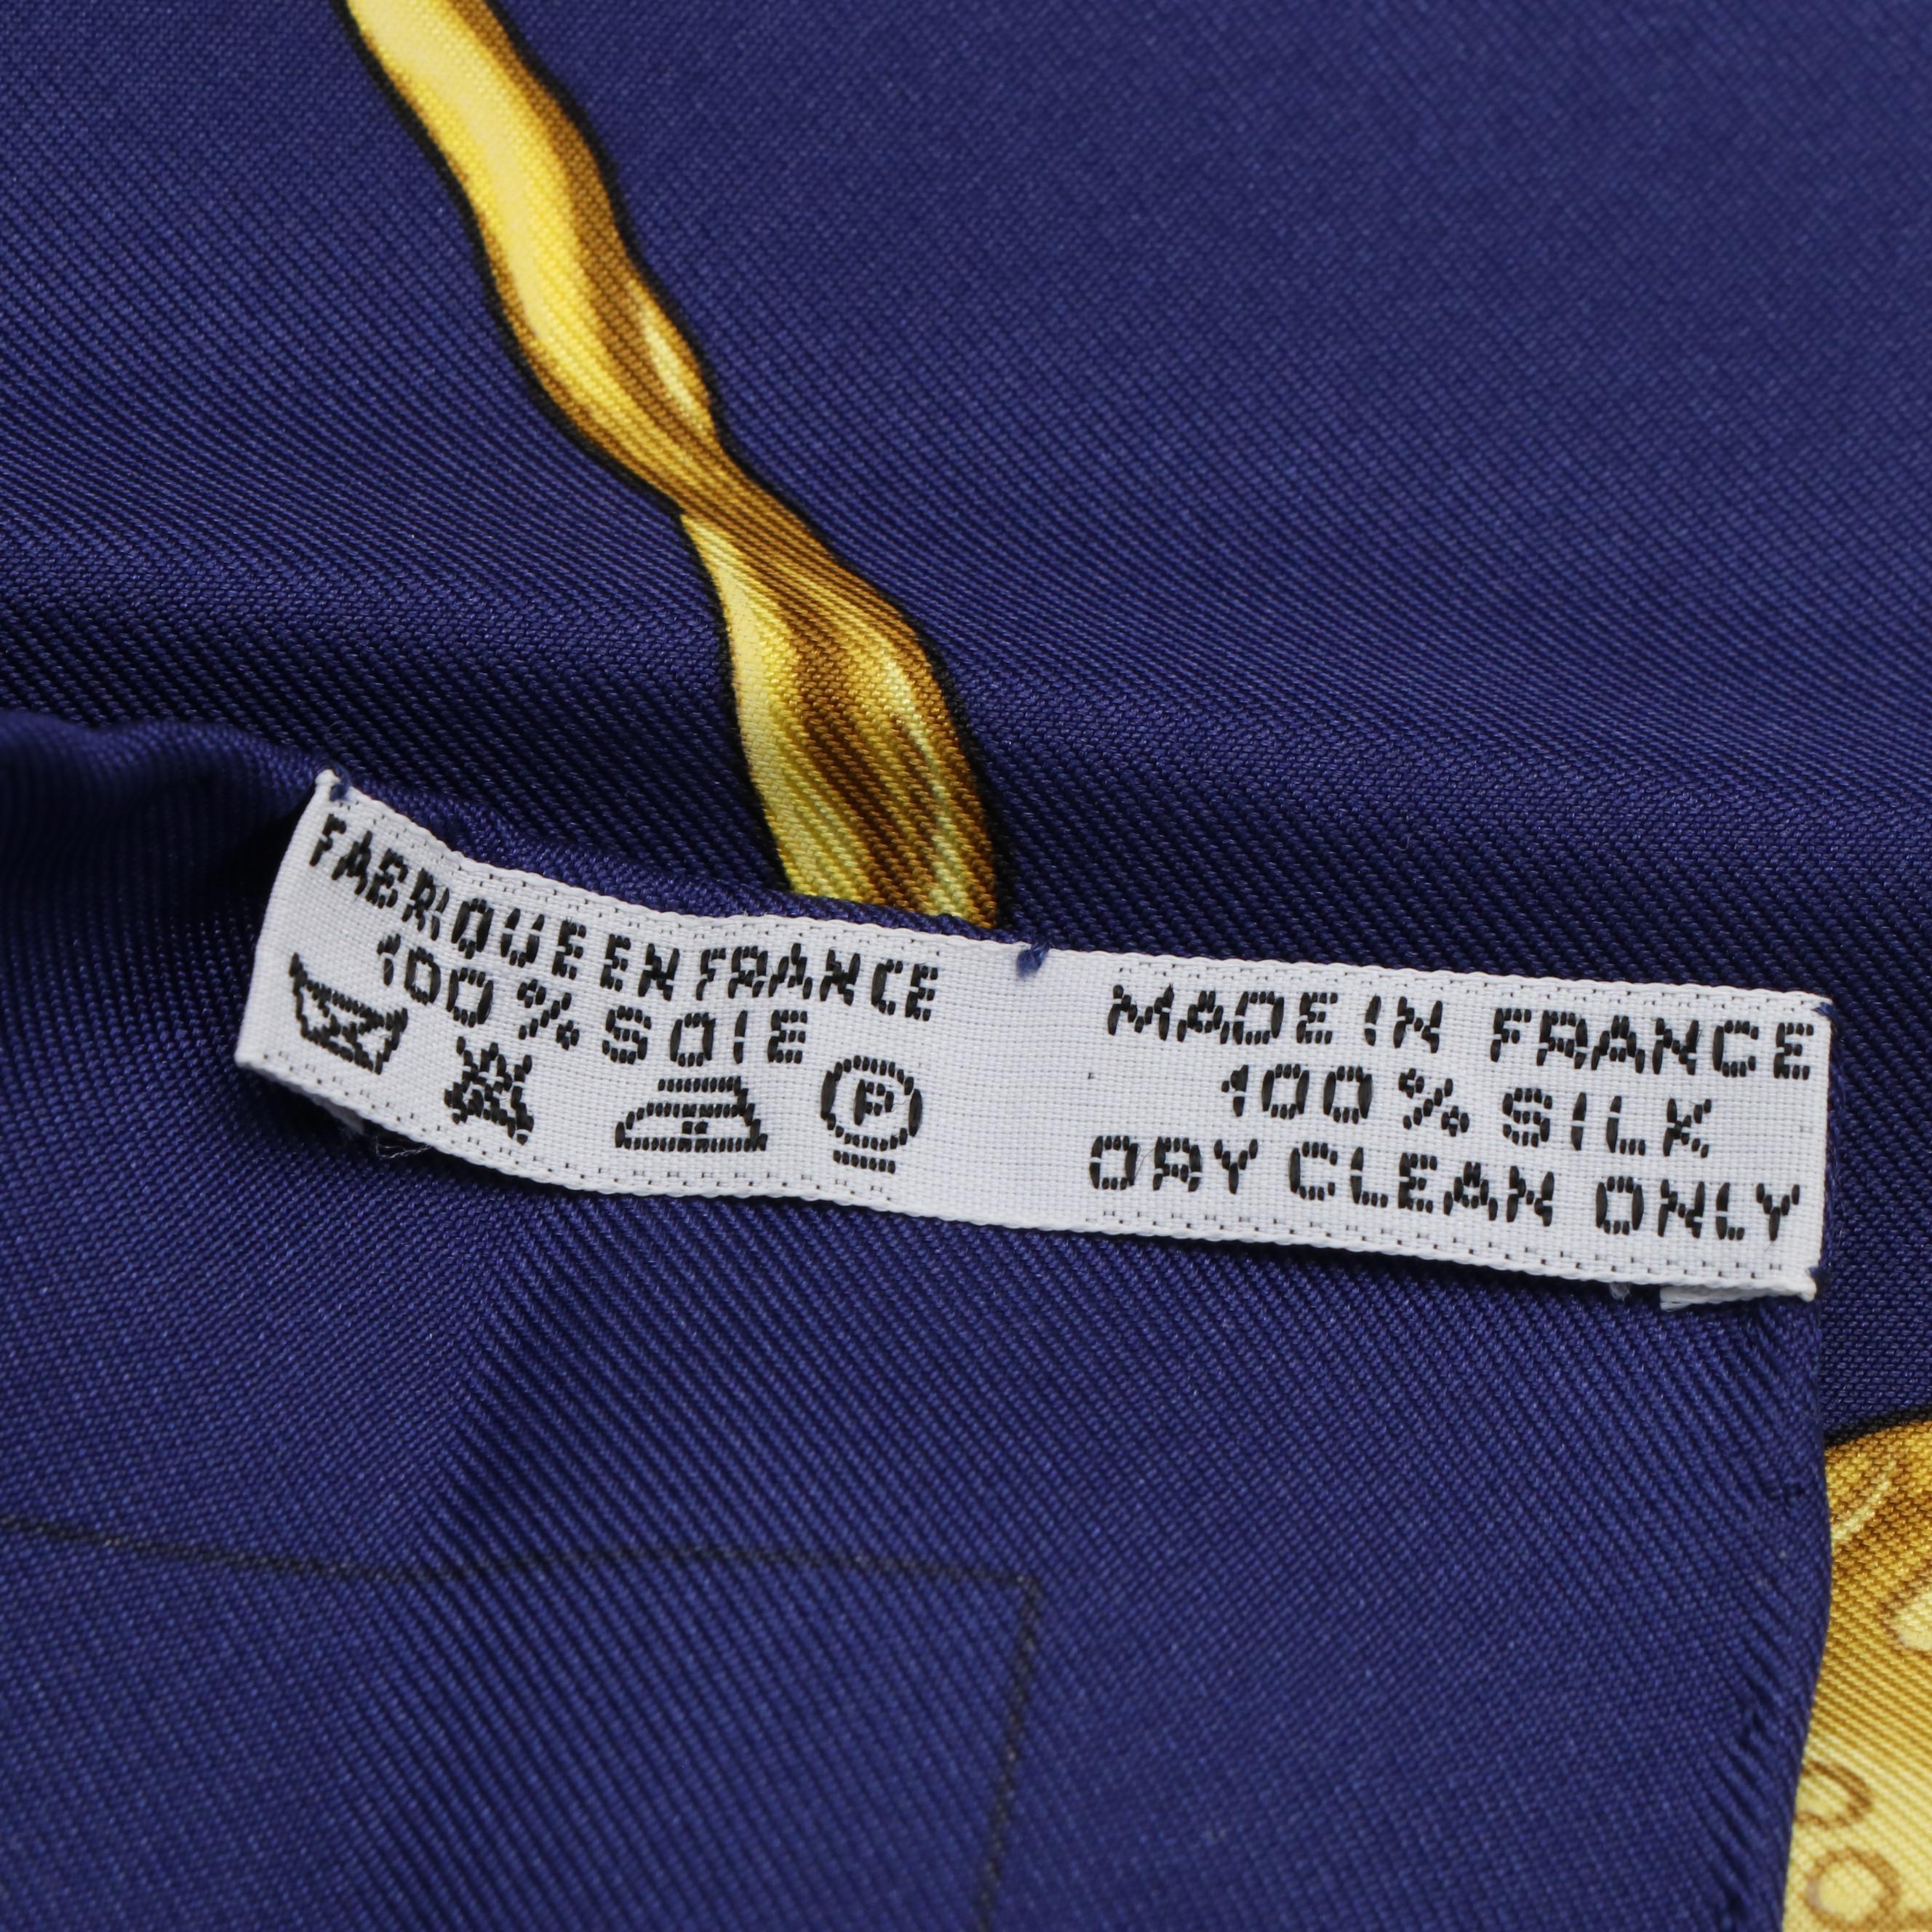 FABRIQUE EN FRANCE
100% SOIE
P
MADE IN FRANCE
100% SILK
DRY CLEAN ONLY